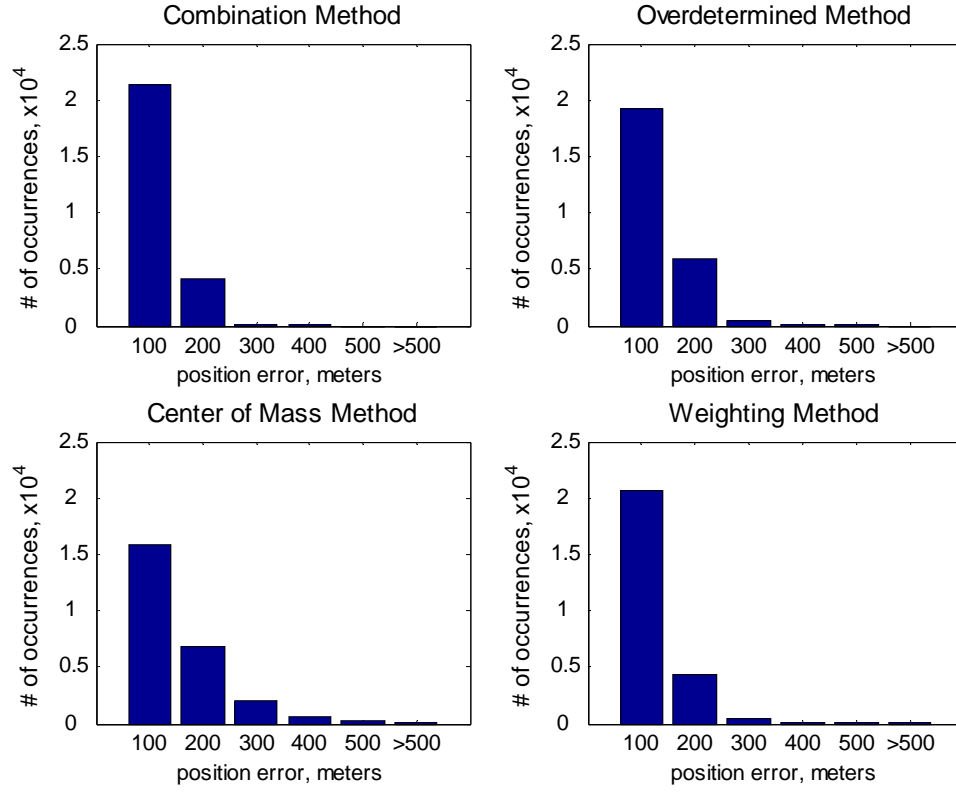 Combination Method
2.5
2
1.5
1
0.5
0
# of occurrences, x10^4
100 200 300 400 500 >500
position error, meters
Overdetermined Method
2.5
2
1.5
1
0.5
0
# of occurrences, x10^4
100 200 300 400 500 >500
position error, meters
Center of Mass Method
2.5
2
1.5
1
0.5
0
# of occurrences, x10^4
100 200 300 400 500 >500
position error, meters
Weighting Method
2.5
2
1.5
1
0.5
0
# of occurrences, x10^4
100 200 300 400 500 >500
position error, meters